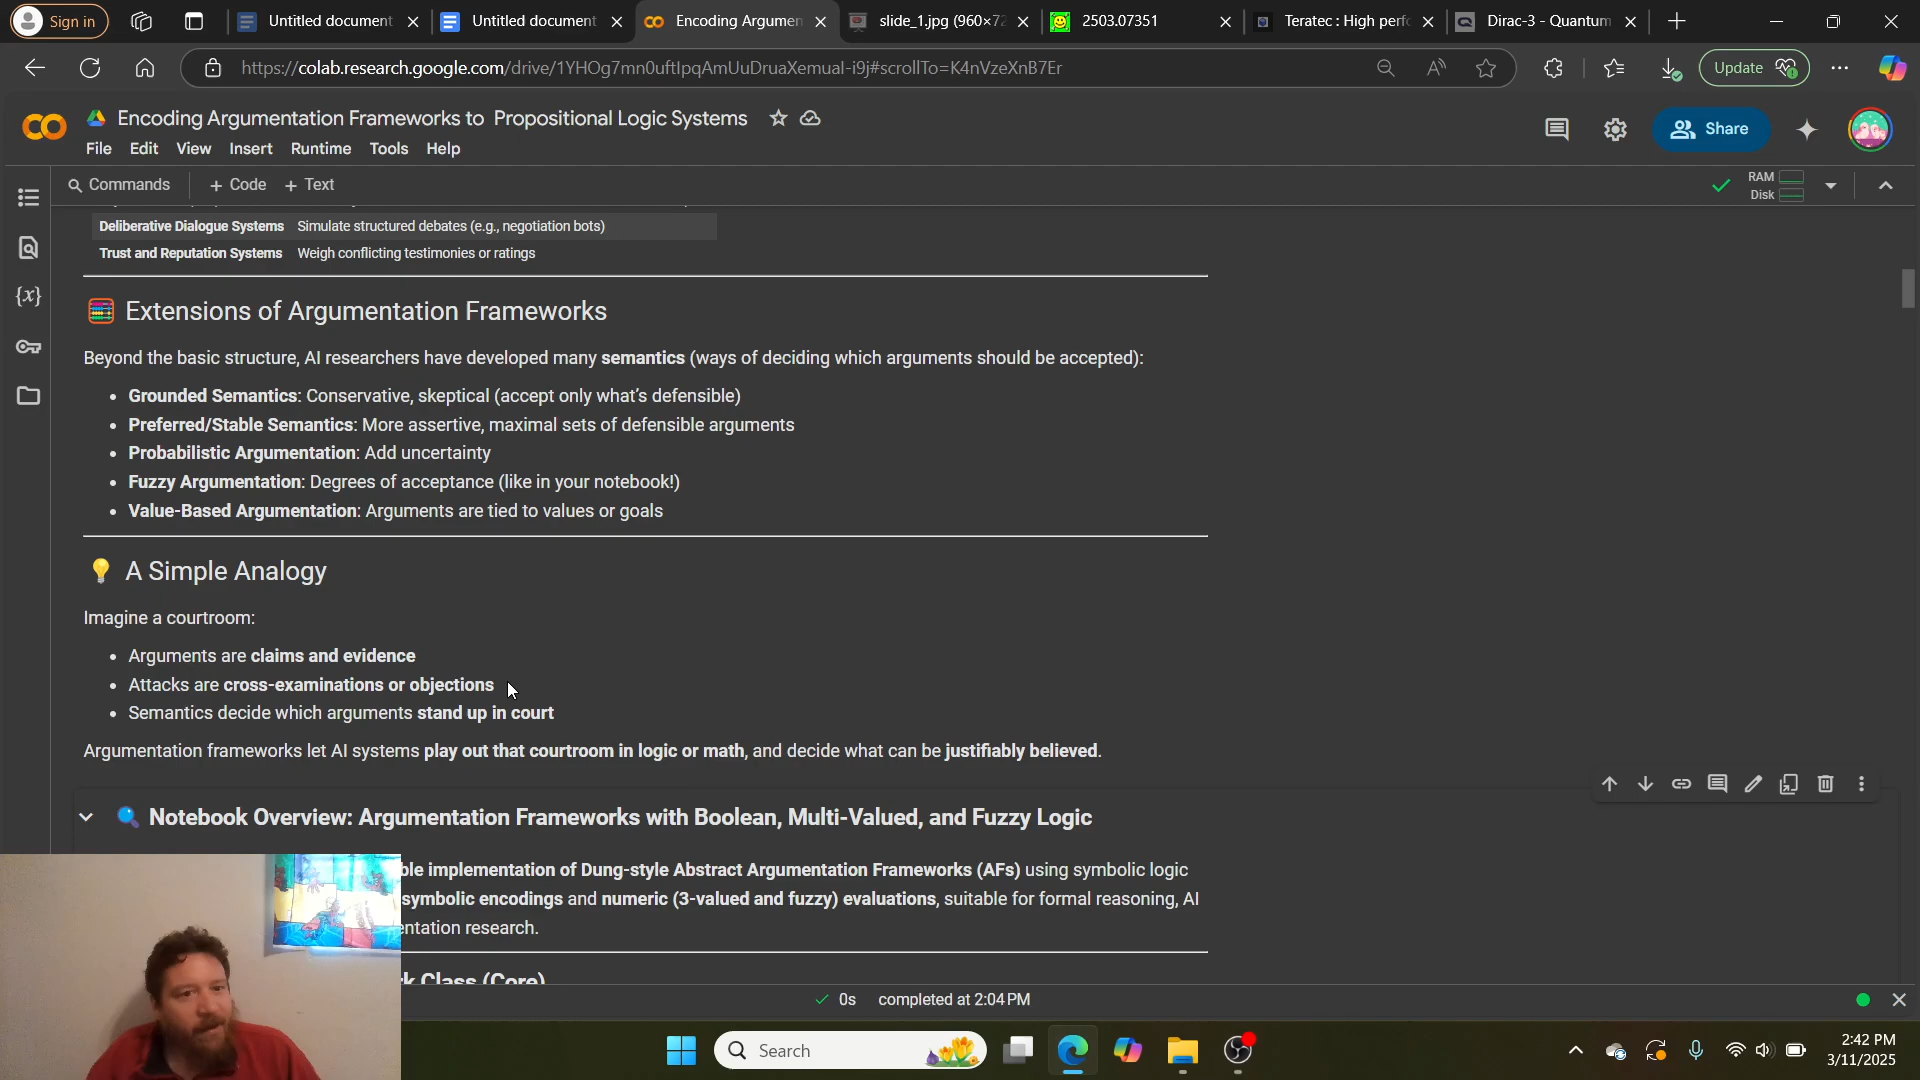 Sign in
Untitled document
Untitled document
Encoding Argumen
slide_1.jpg (960×72
2503.07351
Teratec : High perfo
Dirac-3 - Quantum
https://colab.research.google.com/drive/1YHOg7mn0uftIpqAmUuDruaXemuaI-i9j#scrollTo=K4nVzeXnB7Er
Update
Encoding Argumentation Frameworks to Propositional Logic Systems
File Edit View Insert Runtime Tools Help
Share
Commands + Code + Text
RAM
Disk
Deliberative Dialogue Systems Simulate structured debates (e.g., negotiation bots)
Trust and Reputation Systems Weigh conflicting testimonies or ratings
🧮 Extensions of Argumentation Frameworks
Beyond the basic structure, AI researchers have developed many semantics (ways of deciding which arguments should be accepted):
• Grounded Semantics: Conservative, skeptical (accept only what's defensible)
• Preferred/Stable Semantics: More assertive, maximal sets of defensible arguments
• Probabilistic Argumentation: Add uncertainty
• Fuzzy Argumentation: Degrees of acceptance (like in your notebook!)
• Value-Based Argumentation: Arguments are tied to values or goals
💡 A Simple Analogy
Imagine a courtroom:
• Arguments are claims and evidence
• Attacks are cross-examinations or objections
• Semantics decide which arguments stand up in court
Argumentation frameworks let AI systems play out that courtroom in logic or math, and decide what can be justifiably believed.
🔍 Notebook Overview: Argumentation Frameworks with Boolean, Multi-Valued, and Fuzzy Logic
ble implementation of Dung-style Abstract Argumentation Frameworks (AFs) using symbolic logic
symbolic encodings and numeric (3-valued and fuzzy) evaluations, suitable for formal reasoning, AI
entation research.
k Class (Core)
0s completed at 2:04 PM
Search
2:42 PM
3/11/2025